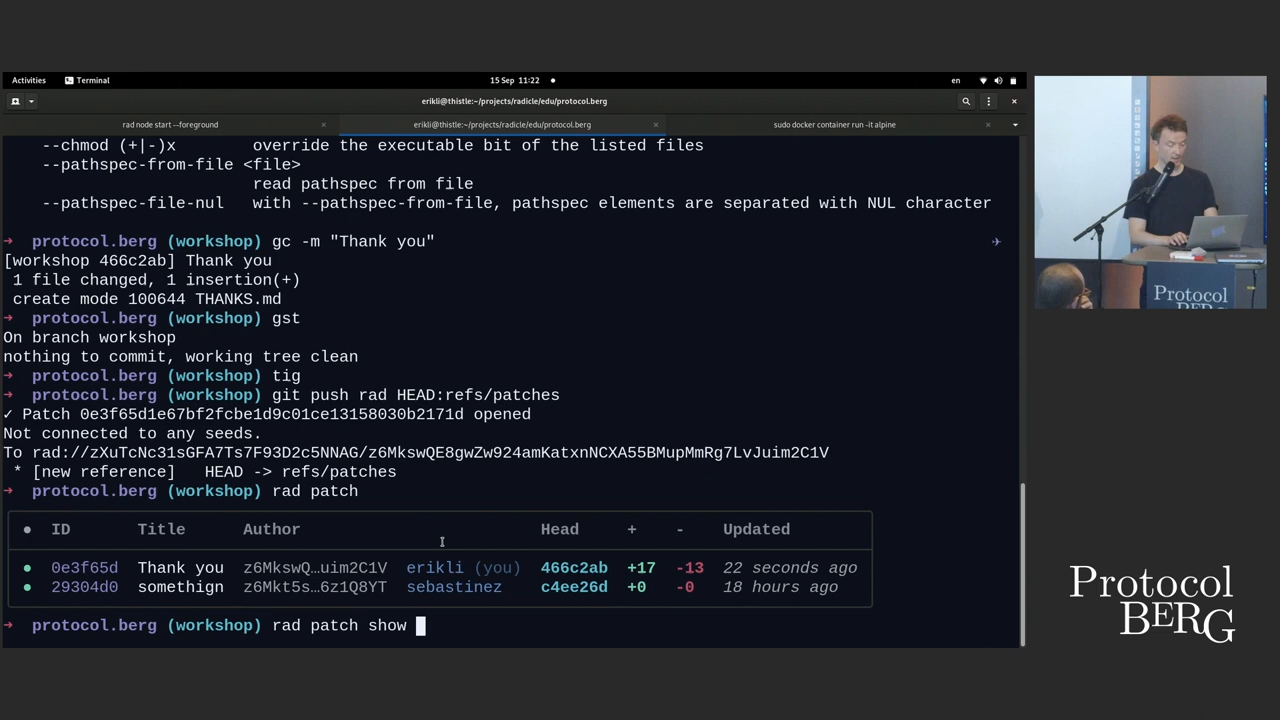 Activities
Terminal
15 Sep 11:22
en
erikli@thistle:~/projects/radicle/edu/protocol.berg
rad node start --foreground
erikli@thistle:~/projects/radicle/edu/protocol.berg
sudo docker container run -it alpine
--chmod (+|-)x override the executable bit of the listed files
--pathspec-from-file <file>
read pathspec from file
--pathspec-file-nul with --pathspec-from-file, pathspec elements are separated with NUL character
➜ protocol.berg (workshop) gc -m "Thank you"
[workshop 466c2ab] Thank you
1 file changed, 1 insertion(+)
create mode 100644 THANKS.md
➜ protocol.berg (workshop) gst
On branch workshop
nothing to commit, working tree clean
➜ protocol.berg (workshop) tig
➜ protocol.berg (workshop) git push rad HEAD:refs/patches
✓ Patch 0e3f65d1e67bf2fcbe1d9c01ce13158030b2171d opened
Not connected to any seeds.
To rad://zXuTcNc31sGFA7Ts7F93D2c5NNAG/z6MkswQE8gwZw924amKatxnNCXA55BMupMmRg7LvJuim2C1V
* [new reference] HEAD -> refs/patches
➜ protocol.berg (workshop) rad patch
● ID Title Author Head + - Updated
● 0e3f65d Thank you z6MkswQ…uim2C1V erikli (you) 466c2ab +17 -13 22 seconds ago
● 29304d0 somethign z6Mkt5s…6z1Q8YT sebastinez c4ee26d +0 -0 18 hours ago
➜ protocol.berg (workshop) rad patch show
Protocol
BERG
Protocol
BERG